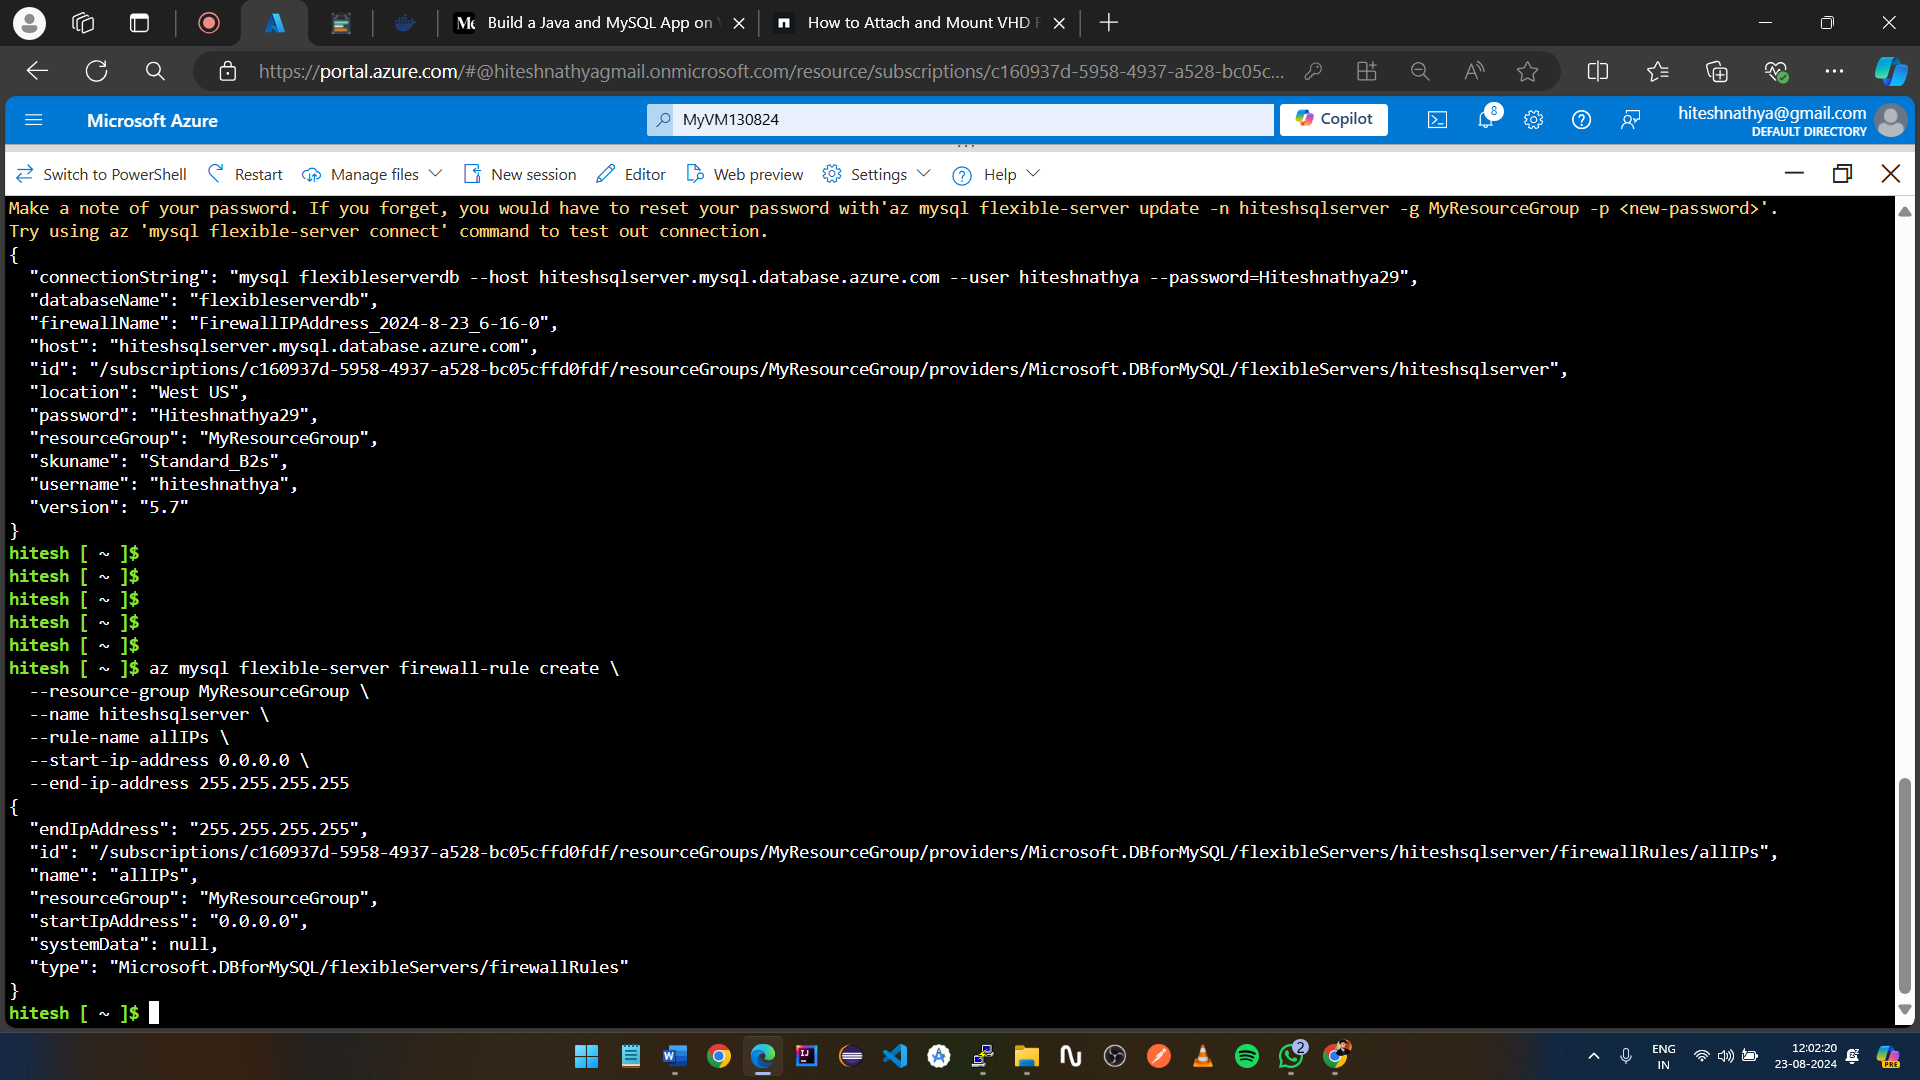 Build a Java and MySQL App on
How to Attach and Mount VHD F
https://portal.azure.com/#@hiteshnathyagmail.onmicrosoft.com/resource/subscriptions/c160937d-5958-4937-a528-bc05c...
Microsoft Azure
MyVM130824
Copilot
8
hiteshnathya@gmail.com
DEFAULT DIRECTORY
Switch to PowerShell
Restart
Manage files
New session
Editor
Web preview
Settings
Help
Make a note of your password. If you forget, you would have to reset your password with'az mysql flexible-server update -n hiteshsqlserver -g MyResourceGroup -p <new-password>'.
Try using az 'mysql flexible-server connect' command to test out connection.
{
"connectionString": "mysql flexibleserverdb --host hiteshsqlserver.mysql.database.azure.com --user hiteshnathya --password=Hiteshnathya29",
"databaseName": "flexibleserverdb",
"firewallName": "FirewallIPAddress_2024-8-23_6-16-0",
"host": "hiteshsqlserver.mysql.database.azure.com",
"id": "/subscriptions/c160937d-5958-4937-a528-bc05cffd0fdf/resourceGroups/MyResourceGroup/providers/Microsoft.DBforMySQL/flexibleServers/hiteshsqlserver",
"location": "West US",
"password": "Hiteshnathya29",
"resourceGroup": "MyResourceGroup",
"skuname": "Standard_B2s",
"username": "hiteshnathya",
"version": "5.7"
}
hitesh [ ~ ]$
hitesh [ ~ ]$
hitesh [ ~ ]$
hitesh [ ~ ]$
hitesh [ ~ ]$
hitesh [ ~ ]$ az mysql flexible-server firewall-rule create \
--resource-group MyResourceGroup \
--name hiteshsqlserver \
--rule-name allIPs \
--start-ip-address 0.0.0.0 \
--end-ip-address 255.255.255.255
{
"endIpAddress": "255.255.255.255",
"id": "/subscriptions/c160937d-5958-4937-a528-bc05cffd0fdf/resourceGroups/MyResourceGroup/providers/Microsoft.DBforMySQL/flexibleServers/hiteshsqlserver/firewallRules/allIPs",
"name": "allIPs",
"resourceGroup": "MyResourceGroup",
"startIpAddress": "0.0.0.0",
"systemData": null,
"type": "Microsoft.DBforMySQL/flexibleServers/firewallRules"
}
hitesh [ ~ ]$
2
ENG
IN
12:02:20
23-08-2024